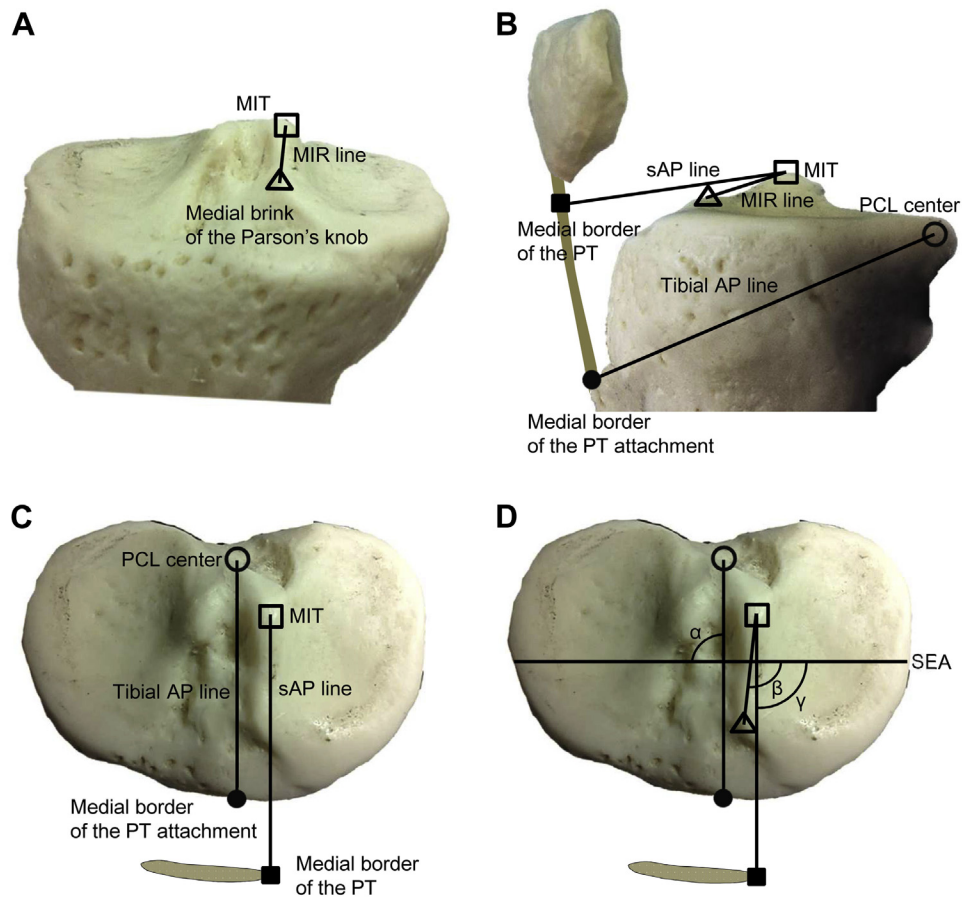 A
MIT
MIR line
Medial brink
of the Parson's knob
B
sAP line
MIT
MIR line
PCL center
Medial border
of the PT
Tibial AP line
Medial border
of the PT attachment
C
PCL center
MIT
Tibial AP line
sAP line
Medial border
of the PT attachment
Medial border
of the PT
D
α
SEA
β
γ